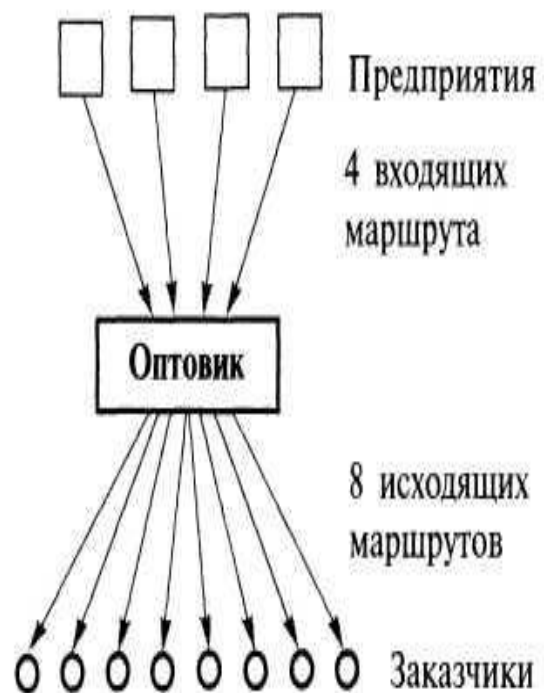 Предприятия
4 входящих
маршрута
Оптовик
8 исходящих
маршрутов
Заказчики